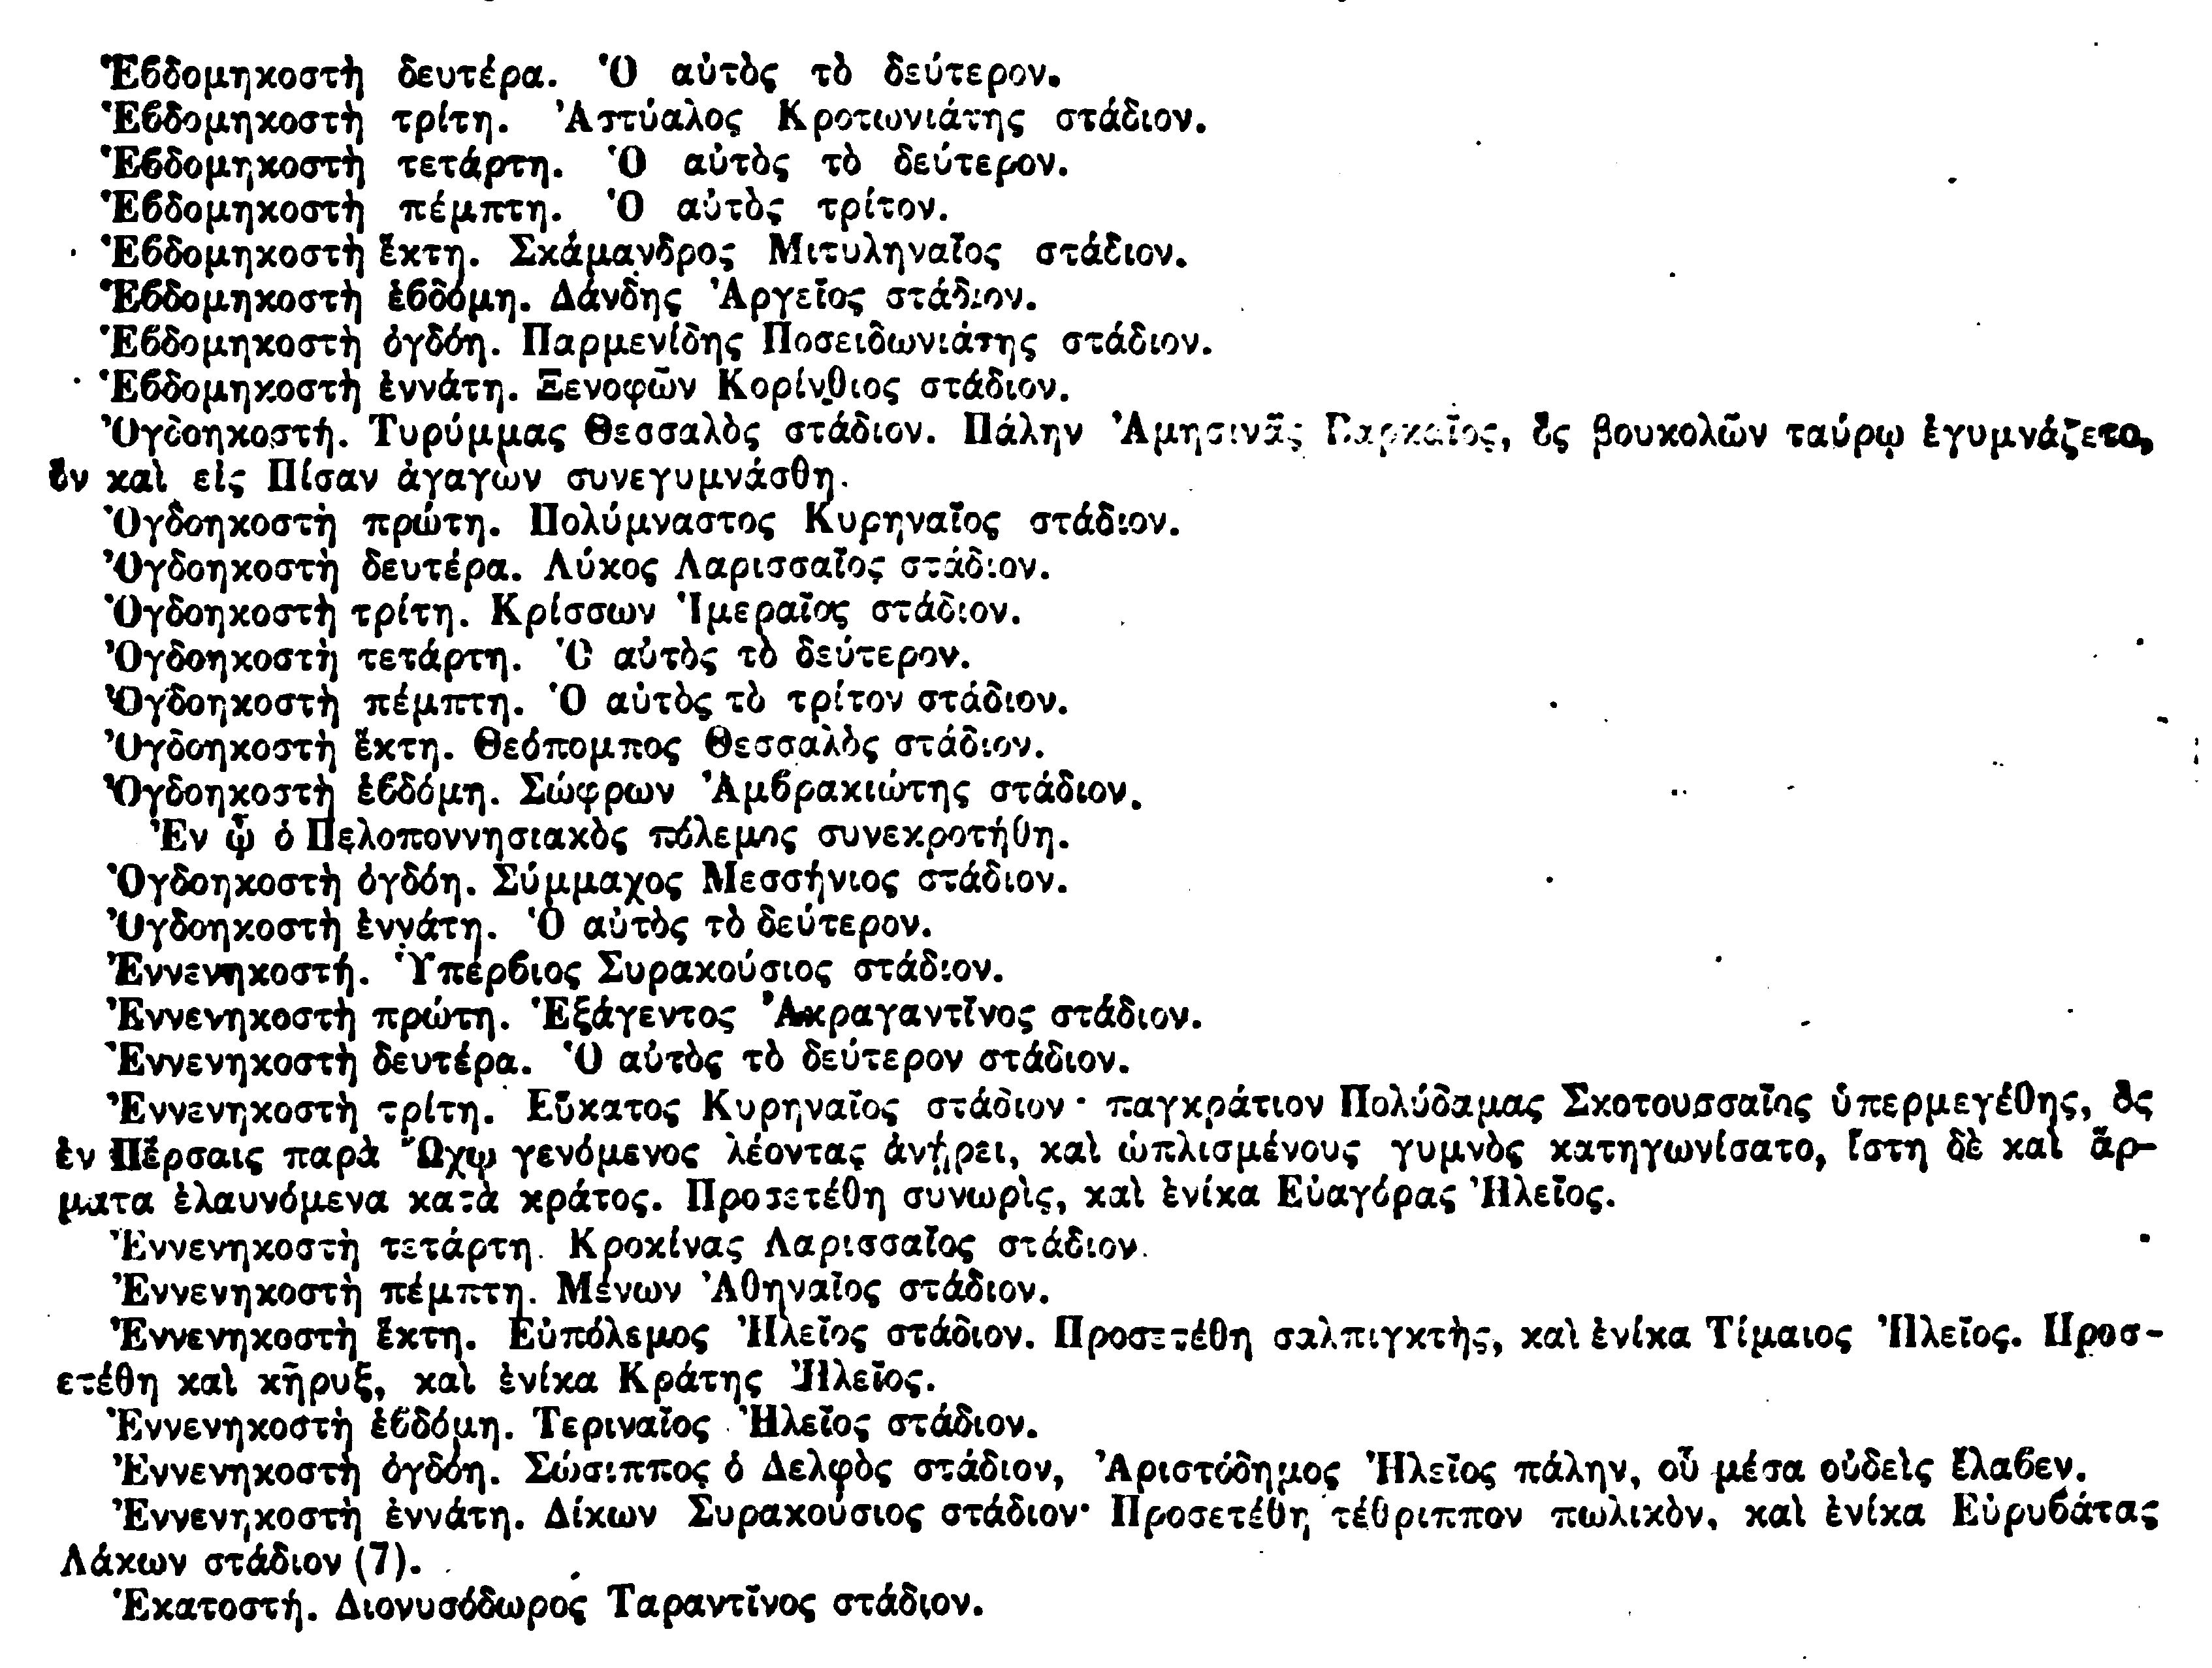 Ἑβδομηκοστὴ δευτέρα. Ὁ αὐτὸς τὸ δεύτερον.
Ἑβδομηκοστὴ τρίτη. Ἀστύαλος Κροτωνιάτης στάδιον.
Ἑβδομηκοστὴ τετάρτη. Ὁ αὐτὸς τὸ δεύτερον.
Ἑβδομηκοστὴ πέμπτη. Ὁ αὐτὸς τρίτον.
Ἑβδομηκοστὴ ἕκτη. Σκάμανδρος Μιτυληναῖος στάδιον.
Ἑβδομηκοστὴ ἑβδόμη. Δάνδης Ἀργεῖος στάδιον.
Ἑβδομηκοστὴ ὀγδόη. Παρμενίδης Ποσειδωνιάτης στάδιον.
Ἑβδομηκοστὴ ἐννάτη. Ξενοφῶν Κορίνθιος στάδιον.
Ὀγδοηκοστή. Τυρύμμας Θεσσαλὸς στάδιον. Πάλην Ἀμησινᾶς Βαρκαῖος, ὃς βουκολῶν ταύρῳ ἐγυμνάζετο,
ὃν καὶ εἰς Πίσαν ἀγαγὼν συνεγυμνάσθη.
Ὀγδοηκοστὴ πρώτη. Πολύμναστος Κυρηναῖος στάδιον.
Ὀγδοηκοστὴ δευτέρα. Λύκος Λαρισσαῖος στάδιον.
Ὀγδοηκοστὴ τρίτη. Κρίσσων Ἱμεραῖος στάδιον.
Ὀγδοηκοστὴ τετάρτη. Ὁ αὐτὸς τὸ δεύτερον.
Ὀγδοηκοστὴ πέμπτη. Ὁ αὐτὸς τὸ τρίτον στάδιον.
Ὀγδοηκοστὴ ἕκτη. Θεόπομπος Θεσσαλὸς στάδιον.
Ὀγδοηκοστὴ ἑβδόμη. Σώφρων Ἀμβρακιώτης στάδιον.
Ἐν ᾧ ὁ Πελοποννησιακὸς πόλεμος συνεκροτήθη.
Ὀγδοηκοστὴ ὀγδόη. Σύμμαχος Μεσσήνιος στάδιον.
Ὀγδοηκοστὴ ἐννάτη. Ὁ αὐτὸς τὸ δεύτερον.
Ἐννενηκοστή. Ὑπέρβιος Συρακούσιος στάδιον.
Ἐννενηκοστὴ πρώτη. Ἐξάγεντος Ἀκραγαντῖνος στάδιον.
Ἐννενηκοστὴ δευτέρα. Ὁ αὐτὸς τὸ δεύτερον στάδιον.
Ἐννενηκοστὴ τρίτη. Εὔκατος Κυρηναῖος στάδιον· παγκράτιον Πολύδαμας Σκοτουσσαῖος ὑπερμεγέθης, ὃς
ἐν Πέρσαις παρὰ Ὤχῳ γενόμενος λέοντας ἀνῄρει, καὶ ὡπλισμένους γυμνὸς κατηγωνίσατο, ἵστη δὲ καὶ ἅρ-
ματα ἐλαυνόμενα κατὰ κράτος. Προσετέθη συνωρὶς, καὶ ἐνίκα Εὐαγόρας Ἠλεῖος.
Ἐννενηκοστὴ τετάρτη. Κροκίνας Λαρισσαῖος στάδιον.
Ἐννενηκοστὴ πέμπτη. Μένων Ἀθηναῖος στάδιον.
Ἐννενηκοστὴ ἕκτη. Εὐπόλεμος Ἠλεῖος στάδιον. Προσετέθη σαλπιγκτὴς, καὶ ἐνίκα Τίμαιος Ἠλεῖος. Προσ-
ετέθη καὶ κῆρυξ, καὶ ἐνίκα Κράτης Ἠλεῖος.
Ἐννενηκοστὴ ἑβδόμη. Τεριναῖος Ἠλεῖος στάδιον.
Ἐννενηκοστὴ ὀγδόη. Σώσιππος ὁ Δελφὸς στάδιον, Ἀριστόδημος Ἠλεῖος πάλην, οὗ μέσα οὐδεὶς ἔλαβεν.
Ἐννενηκοστὴ ἐννάτη. Δίκων Συρακούσιος στάδιον· Προσετέθη τέθριππον πωλικὸν, καὶ ἐνίκα Εὐρυβάτας
Λάκων στάδιον (7).
Ἑκατοστή. Διονυσόδωρος Ταραντῖνος στάδιον.